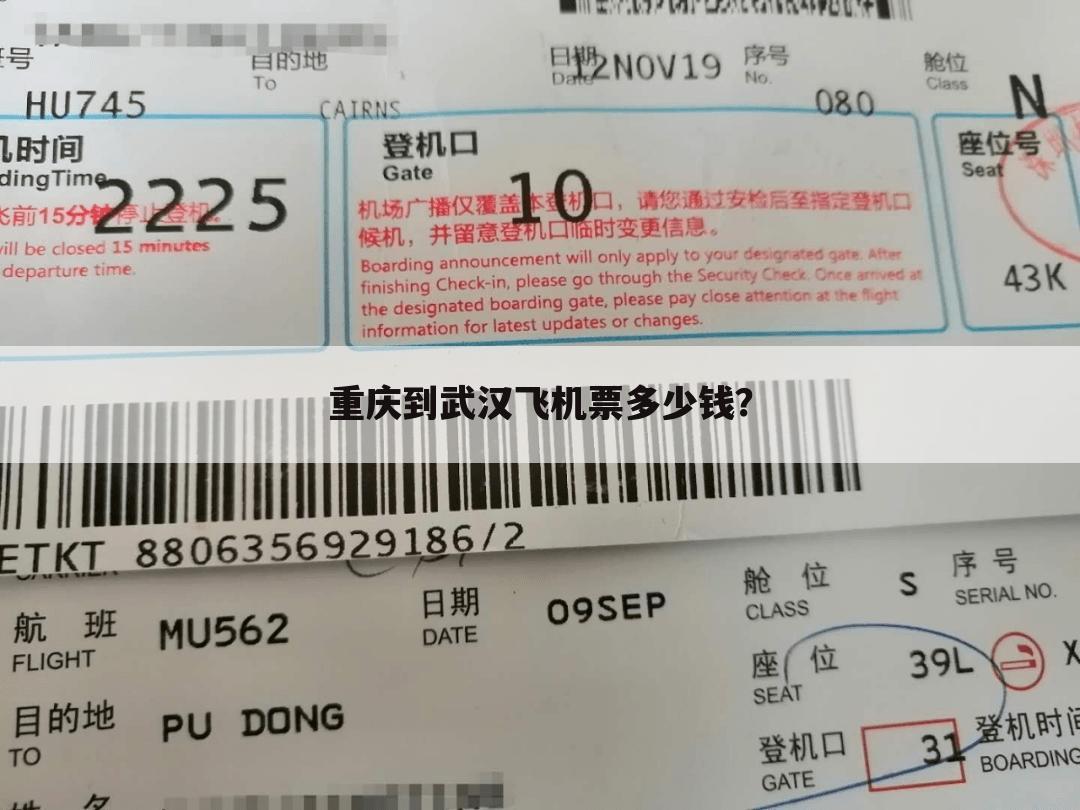 目的地
To
日期
Date
12NOV19
序号
No.
舱位
Class
HU745
CAIRNS
080
N
机时间
dingTime
2225
登机口
Gate
10
座位号
Seat
飞前15分钟停止登机。
will be closed 15 minutes
departure time.
机场广播仅覆盖本登机口，请您通过安检后至指定登机口
候机，并留意登机口临时变更信息。
Boarding announcement will only apply to your designated gate. After
finishing Check-in, please go through the Security Check. Once arrived at
the designated boarding gate, please pay close attention at the flight
information for latest updates or changes.
43K
重庆到武汉飞机票多少钱?
ETKT 8806356929186/2
航 班
FLIGHT
MU562
日期
DATE
09SEP
舱 位
CLASS
S
序 号
SERIAL NO.
目的地
TO
PU DONG
座 位
SEAT
39L
登机口
GATE
31
登机时间
BOARDING
姓 名